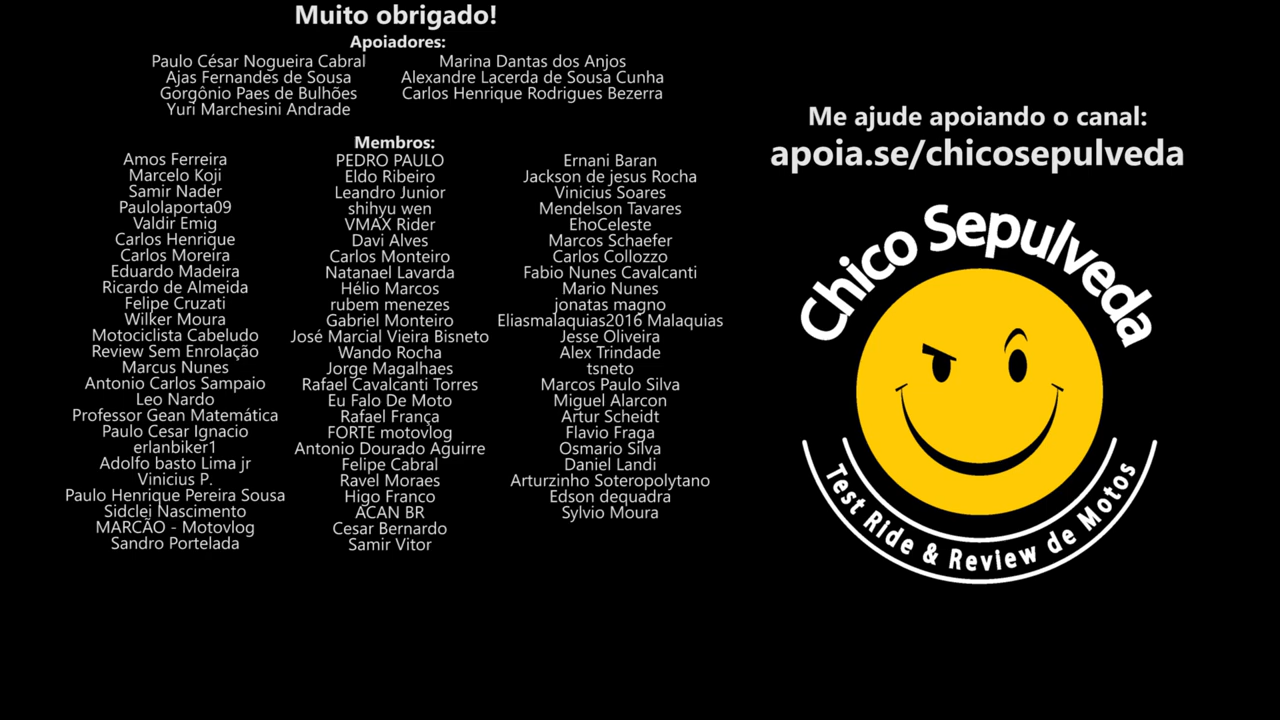 Muito obrigado!
Apoiadores:
Paulo César Nogueira Cabral
Ajas Fernandes de Sousa
Gorgônio Paes de Bulhões
Yuri Marchesini Andrade
Marina Dantas dos Anjos
Alexandre Lacerda de Sousa Cunha
Carlos Henrique Rodrigues Bezerra
Membros:
Amos Ferreira
Marcelo Koji
Samir Nader
Paulolaporta09
Valdir Emig
Carlos Henrique
Carlos Moreira
Eduardo Madeira
Ricardo de Almeida
Felipe Cruzati
Wilker Moura
Motociclista Cabeludo
Review Sem Enrolação
Marcus Nunes
Antonio Carlos Sampaio
Leo Nardo
Professor Gean Matemática
Paulo Cesar Ignacio
erlanbiker1
Adolfo basto Lima jr
Vinicius P.
Paulo Henrique Pereira Sousa
Sidclei Nascimento
MARCÃO - Motovlog
Sandro Portelada
PEDRO PAULO
Eldo Ribeiro
Leandro Junior
shihyu wen
VMAX Rider
Davi Alves
Carlos Monteiro
Natanael Lavarda
Hélio Marcos
rubem menezes
Gabriel Monteiro
José Marcial Vieira Bisneto
Wando Rocha
Jorge Magalhaes
Rafael Cavalcanti Torres
Eu Falo De Moto
Rafael França
FORTE motovlog
Antonio Dourado Aguirre
Felipe Cabral
Ravel Moraes
Higo Franco
ACAN BR
Cesar Bernardo
Samir Vitor
Ernani Baran
Jackson de jesus Rocha
Vinicius Soares
Mendelson Tavares
EhoCeleste
Marcos Schaefer
Carlos Collozzo
Fabio Nunes Cavalcanti
Mario Nunes
jonatas magno
Eliasmalaquias2016 Malaquias
Jesse Oliveira
Alex Trindade
tsneto
Marcos Paulo Silva
Miguel Alarcon
Artur Scheidt
Flavio Fraga
Osmario Silva
Daniel Landi
Arturzinho Soteropolytano
Edson dequadra
Sylvio Moura
Me ajude apoiando o canal:
apoia.se/chicosepulveda
Chico Sepulveda
Test Ride & Review de Motos